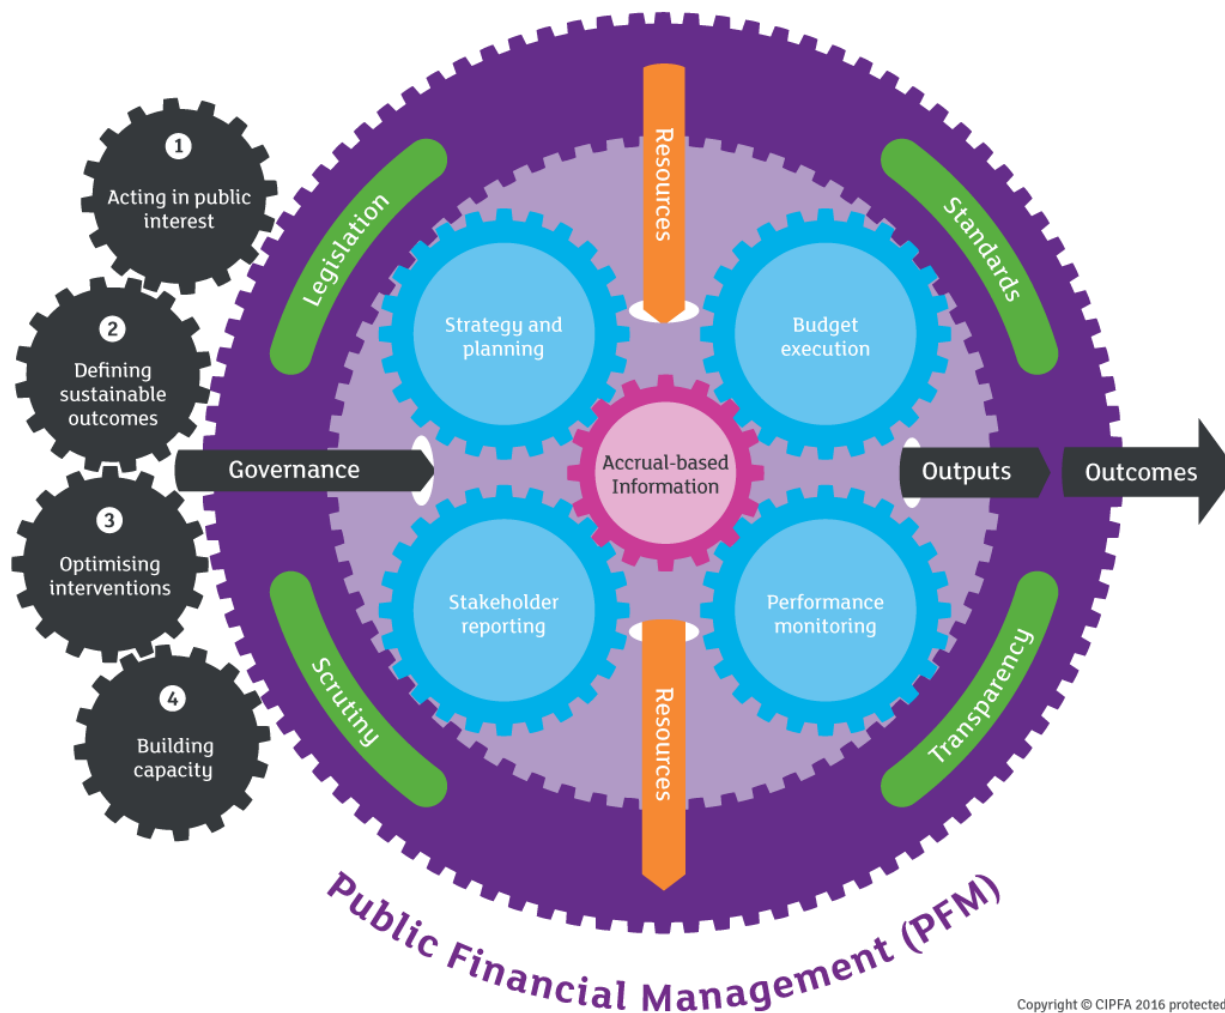 1
Acting in public
interest
2
Defining
sustainable
outcomes
3
Optimising
interventions
4
Building
capacity
Legislation
Resources
Standards
Strategy and
planning
Budget
execution
Governance
Accrual-based
Information
Outputs
Outcomes
Stakeholder
reporting
Performance
monitoring
Scrutiny
Resources
Transparency
Public Financial Management (PFM)
Copyright © CIPFA 2016 protected